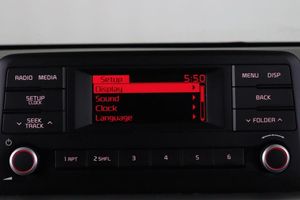 RADIO MEDIA
SETUP
CLOCK
SEEK
TRACK
Setup 5:50
Display
Sound
Clock
Language
MENU DISP
BACK
FOLDER
1 RPT 2 SHFL 3 4 5 6